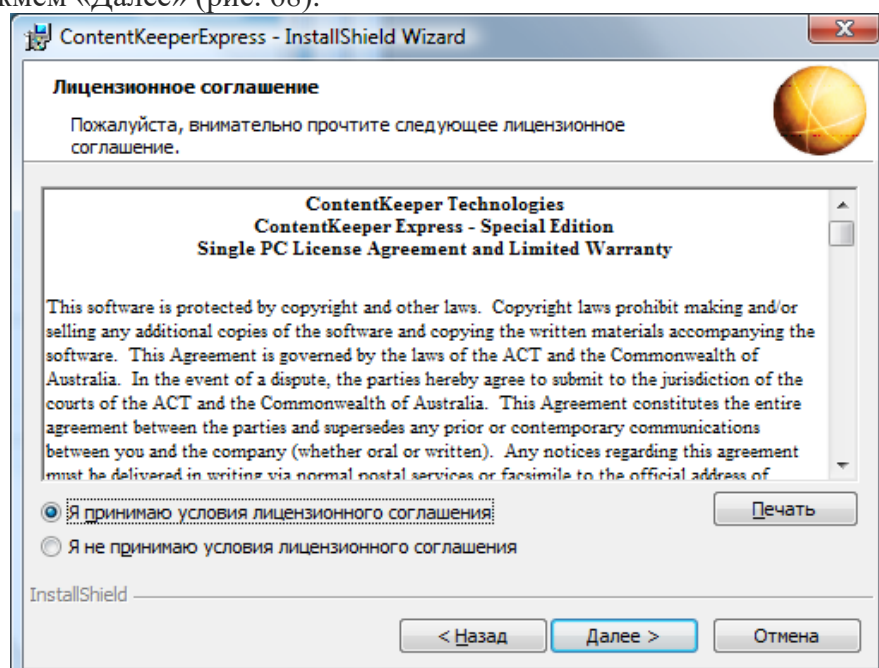 «Далее» (рис. 68).
ContentKeeperExpress - InstallShield Wizard
X
Лицензионное соглашение
Пожалуйста, внимательно прочтите следующее лицензионное
соглашение.
ContentKeeper Technologies
ContentKeeper Express - Special Edition
Single PC License Agreement and Limited Warranty
This software is protected by copyright and other laws. Copyright laws prohibit making and/or
selling any additional copies of the software and copying the written materials accompanying the
software. This Agreement is governed by the laws of the ACT and the Commonwealth of
Australia. In the event of a dispute, the parties hereby agree to submit to the jurisdiction of the
courts of the ACT and the Commonwealth of Australia. This Agreement constitutes the entire
agreement between the parties and supersedes any prior or contemporary communications
between you and the company (whether oral or written). Any notices regarding this agreement
must be delivered in writing via normal postal services or facsimile to the official address of
Я принимаю условия лицензионного соглашения
Печать
Я не принимаю условия лицензионного соглашения
InstallShield
< Назад
Далее >
Отмена